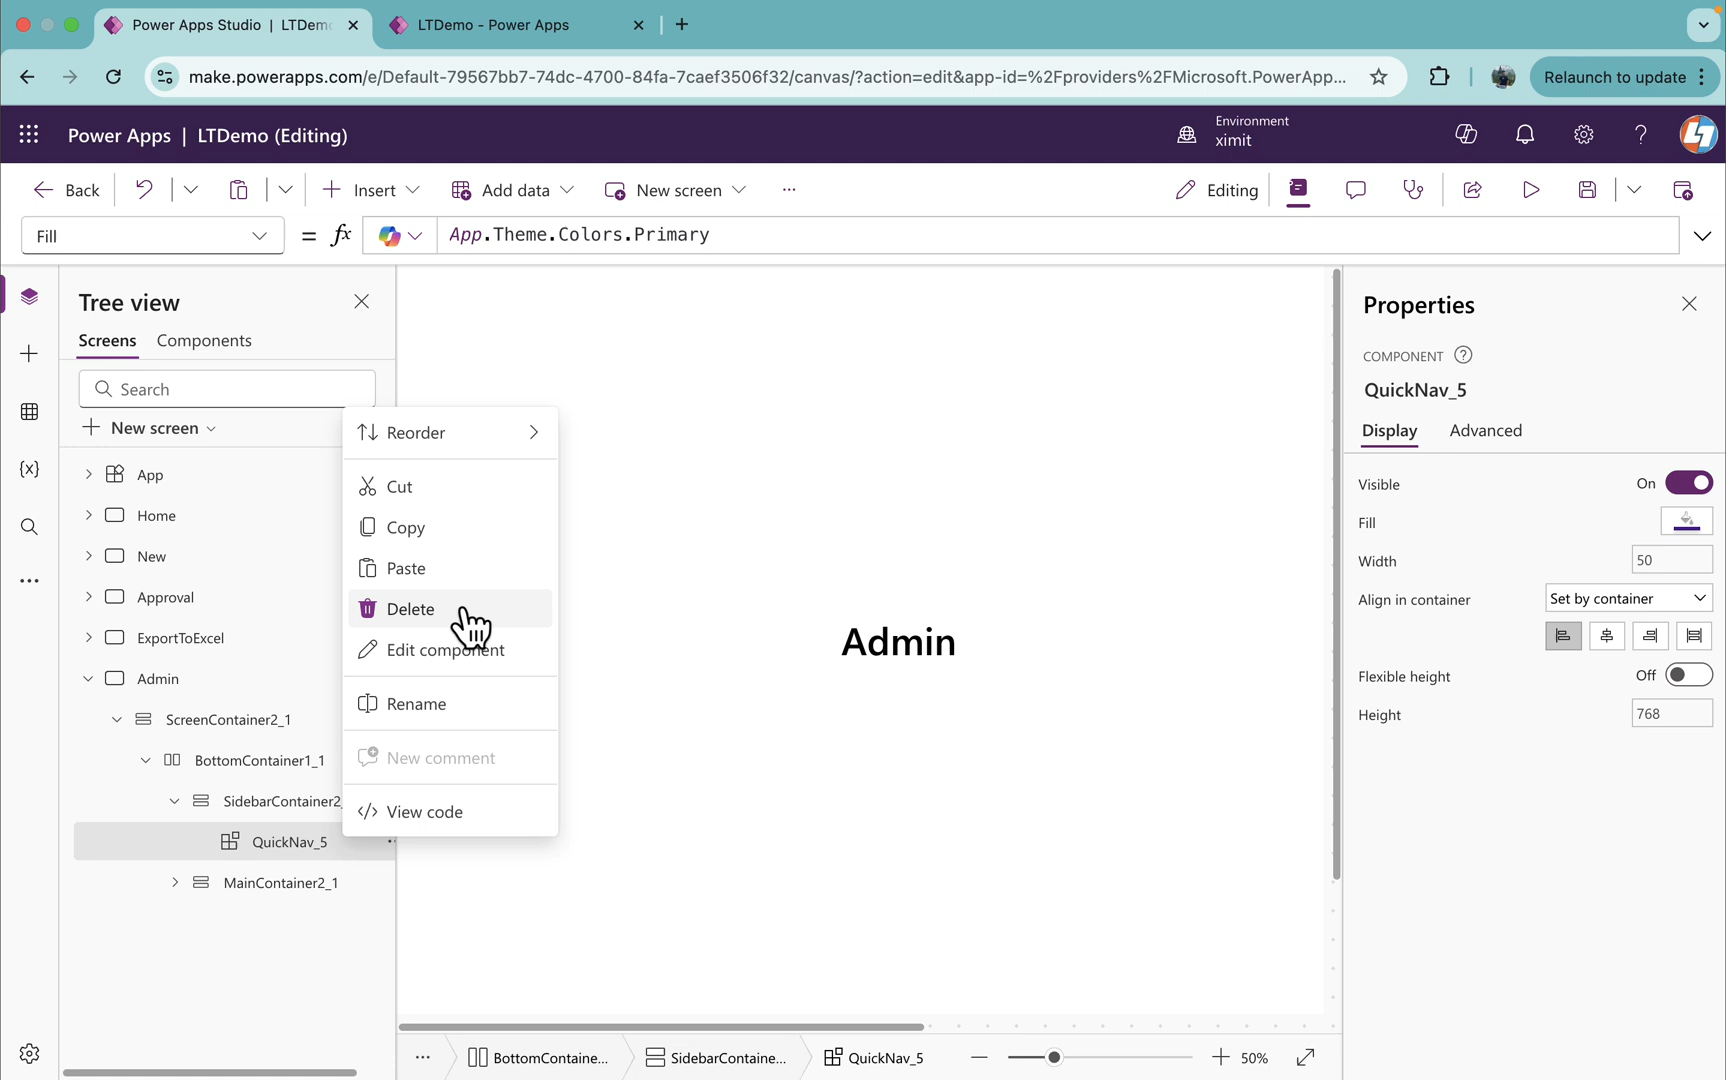 Power Apps Studio | LTDemo
LTDemo - Power Apps
make.powerapps.com/e/Default-79567bb7-74dc-4700-84fa-7caef3506f32/canvas/?action=edit&app-id=%2Fproviders%2FMicrosoft.PowerApp...
Relaunch to update
Power Apps | LTDemo (Editing)
Environment
ximit
Back
Insert
Add data
New screen
...
Editing
Fill
= fx
App.Theme.Colors.Primary
Tree view
Screens
Components
Search
New screen
App
Home
New
Approval
ExportToExcel
Admin
ScreenContainer2_1
BottomContainer1_1
SidebarContainer2_
QuickNav_5
MainContainer2_1
Reorder
Cut
Copy
Paste
Delete
Edit component
Rename
New comment
View code
Admin
Properties
COMPONENT
QuickNav_5
Display
Advanced
Visible
On
Fill
Width
50
Align in container
Set by container
Flexible height
Off
Height
768
...
BottomContaine...
SidebarContaine...
QuickNav_5
50%